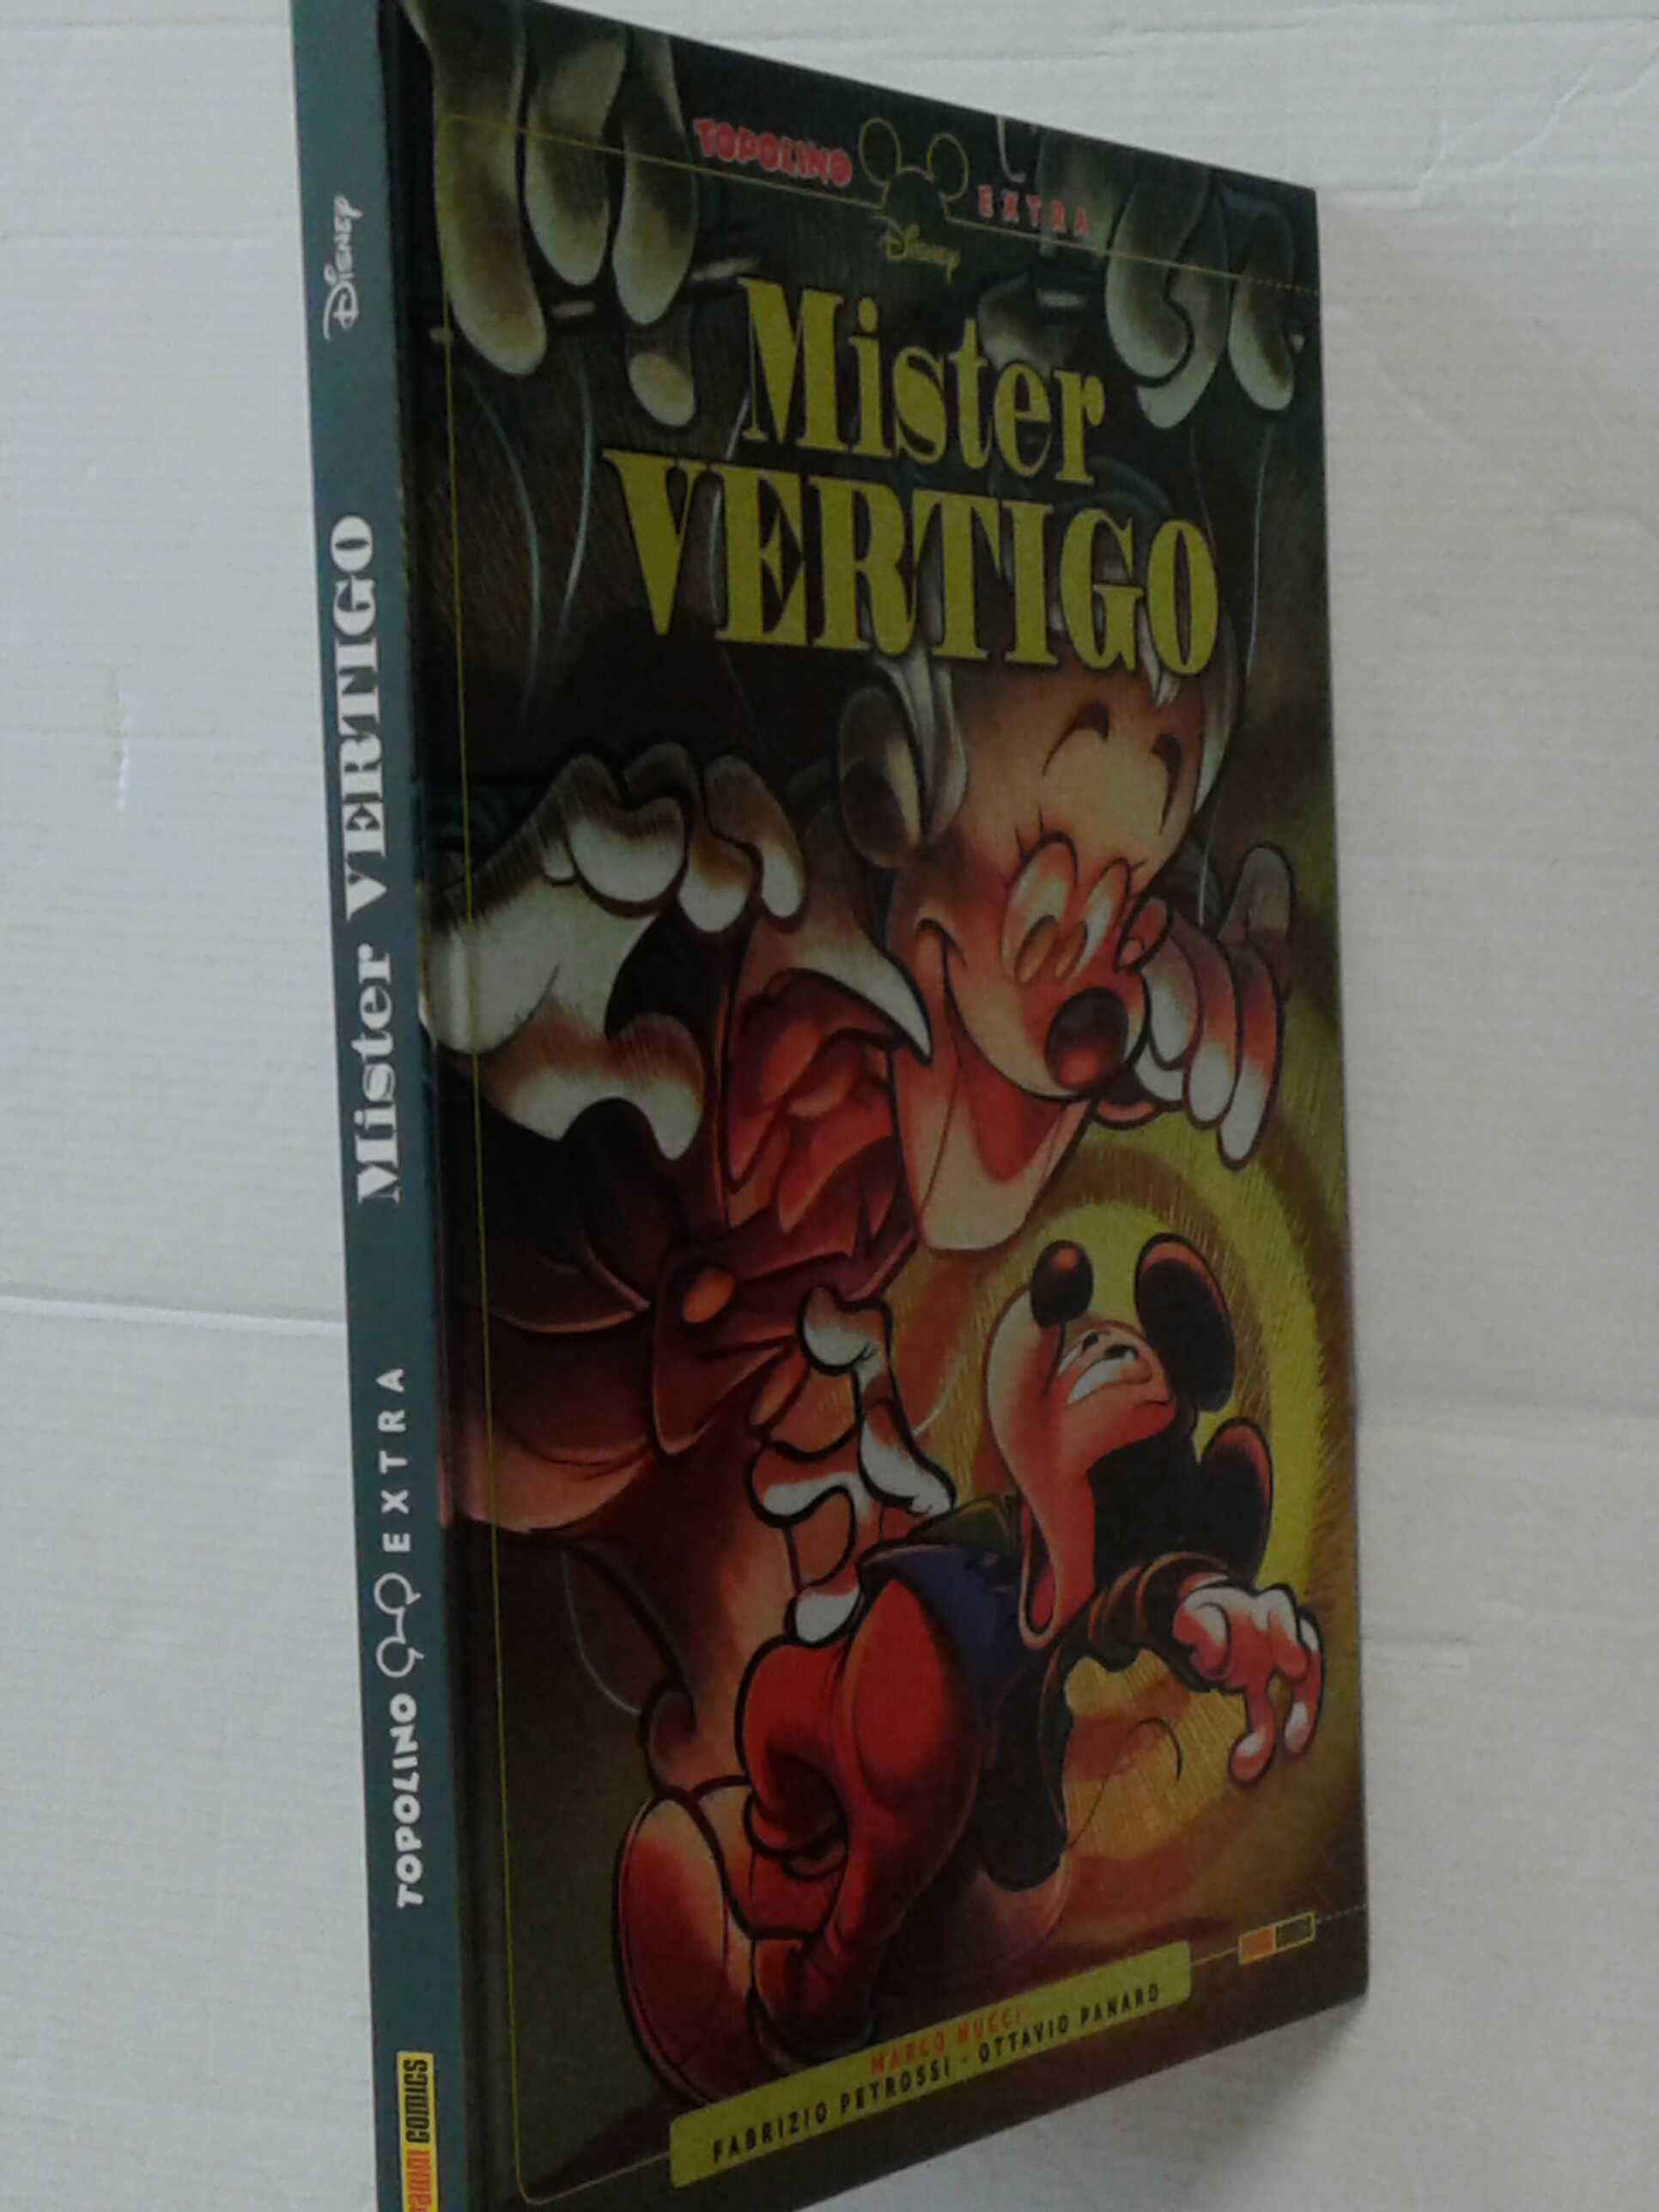 TOPOLINO EXTRA
Disney
Mister
VERTIGO
MARCO NUCCI
FABRIZIO PETROSSI - OTTAVIO PANARO
DISNEY
Mister VERTIGO
TOPOLINO EXTRA
PANINI COMICS